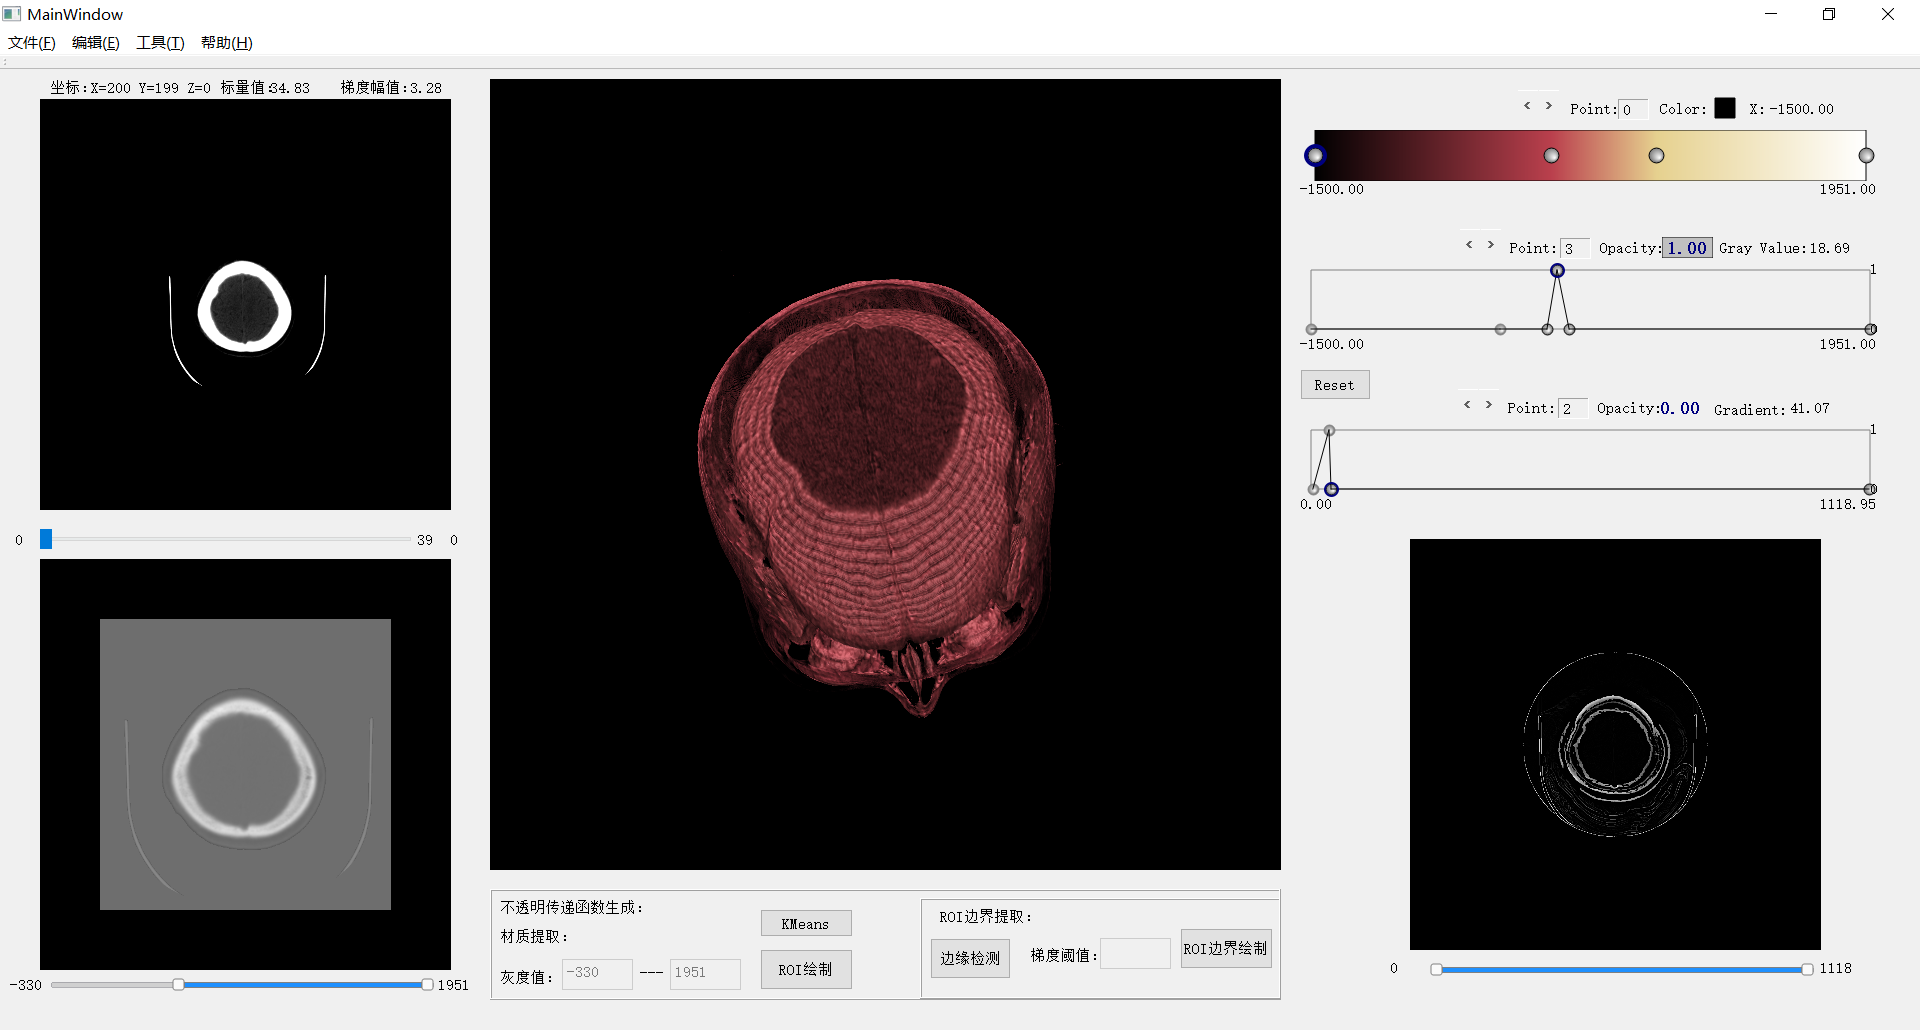 MainWindow
文件(F) 编辑(E) 工具(T) 帮助(H)
坐标:X=200 Y=199 Z=0 标量值:34.83 梯度幅值:3.28
0 39 0
-330 1951
不透明传递函数生成：
材质提取：
KMeans
灰度值： -330 --- 1951 ROI绘制
ROI边界提取：
边缘检测 梯度阈值： ROI边界绘制
< > Point: 0 Color: X: -1500.00
-1500.00 1951.00
< > Point: 3 Opacity: 1.00 Gray Value: 18.69
1
0
-1500.00 1951.00
Reset
< > Point: 2 Opacity: 0.00 Gradient: 41.07
1
0
0.00 1118.95
0 1118